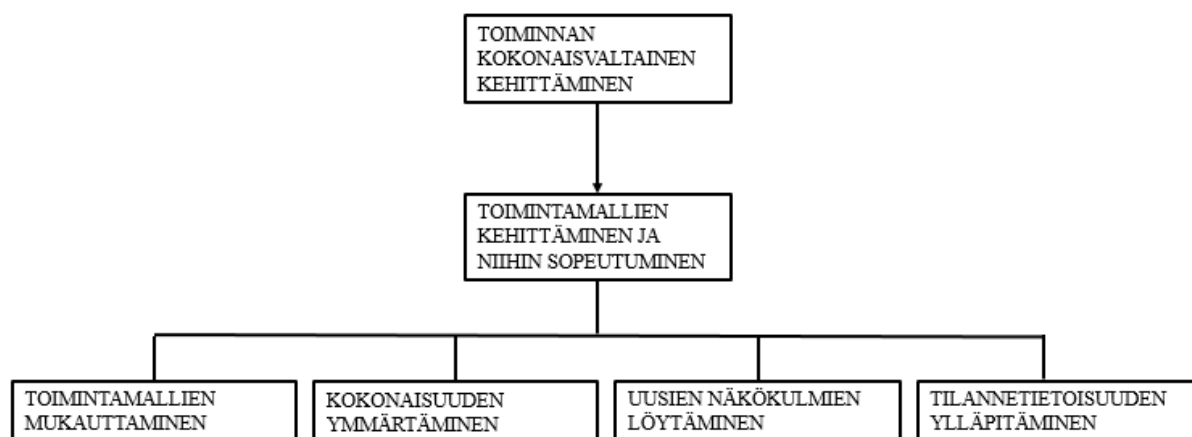 TOIMINNAN
KOKONAISVALTAINEN
KEHITTÄMINEN
TOIMINTAMALLIEN
KEHITTÄMINEN JA
NIIHIN SOPEUTUMINEN
TOIMINTAMALLIEN
MUKAUTTAMINEN
KOKONAISUUDEN
YMMÄRTÄMINEN
UUSIEN NÄKÖKULMIEN
LÖYTÄMINEN
TILANNETIETOISUUDEN
YLLÄPITÄMINEN